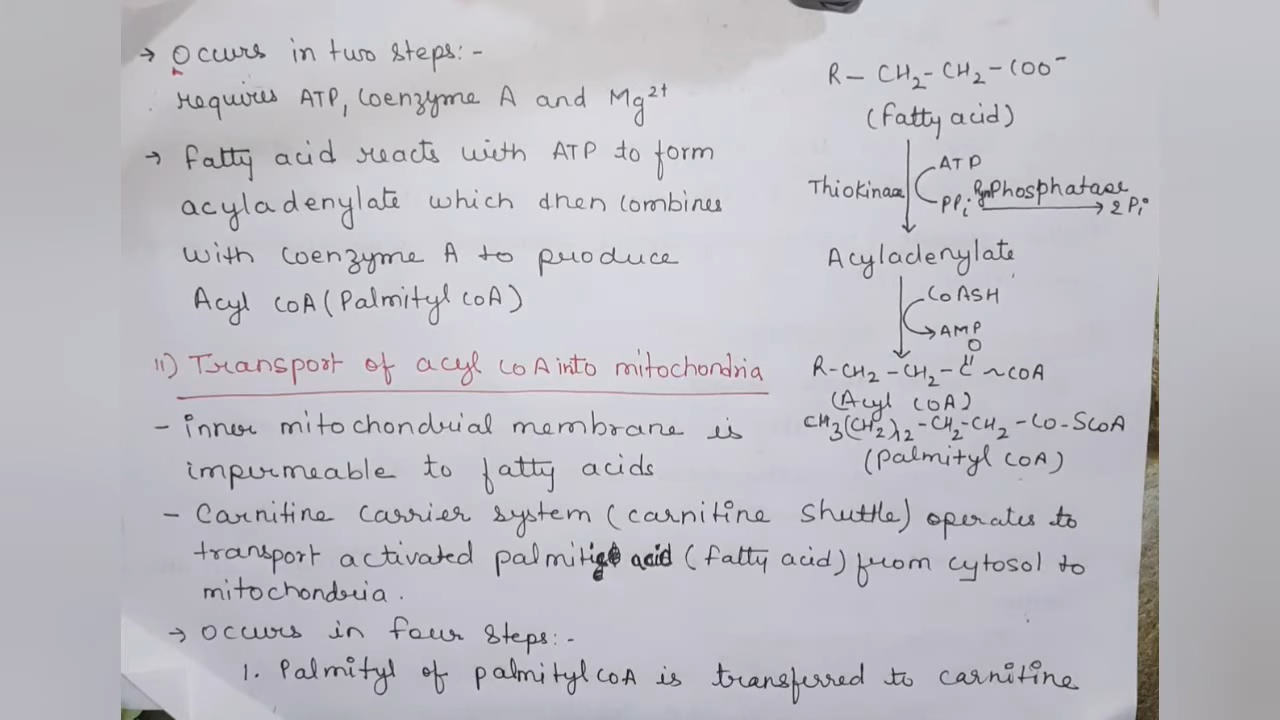 → Occurs in two steps:-
requires ATP, Coenzyme A and Mg²⁺
→ Fatty acid reacts with ATP to form
acyladenylate which then combines
with Coenzyme A to produce
Acyl CoA (Palmityl CoA)
II) Transport of acyl CoA into mitochondria
- inner mitochondrial membrane is
impermeable to fatty acids
- Carnitine carrier system (carnitine shuttle) operates to
transport activated palmitic acid (fatty acid) from cytosol to
mitochondria.
→ occurs in four steps:-
1. Palmityl of palmityl CoA is transferred to carnitine
R- CH₂- CH₂- COO⁻
(Fatty acid)
ATP
Thiokinase
PPi Pyrophosphatase → 2 Pi
Acyladenylate
CoASH
AMP
O
R-CH₂ -CH₂ -C ~COA
(Acyl COA)
CH₃(CH₂)₁₂-CH₂-CH₂-CO-SCoA
(palmityl COA)